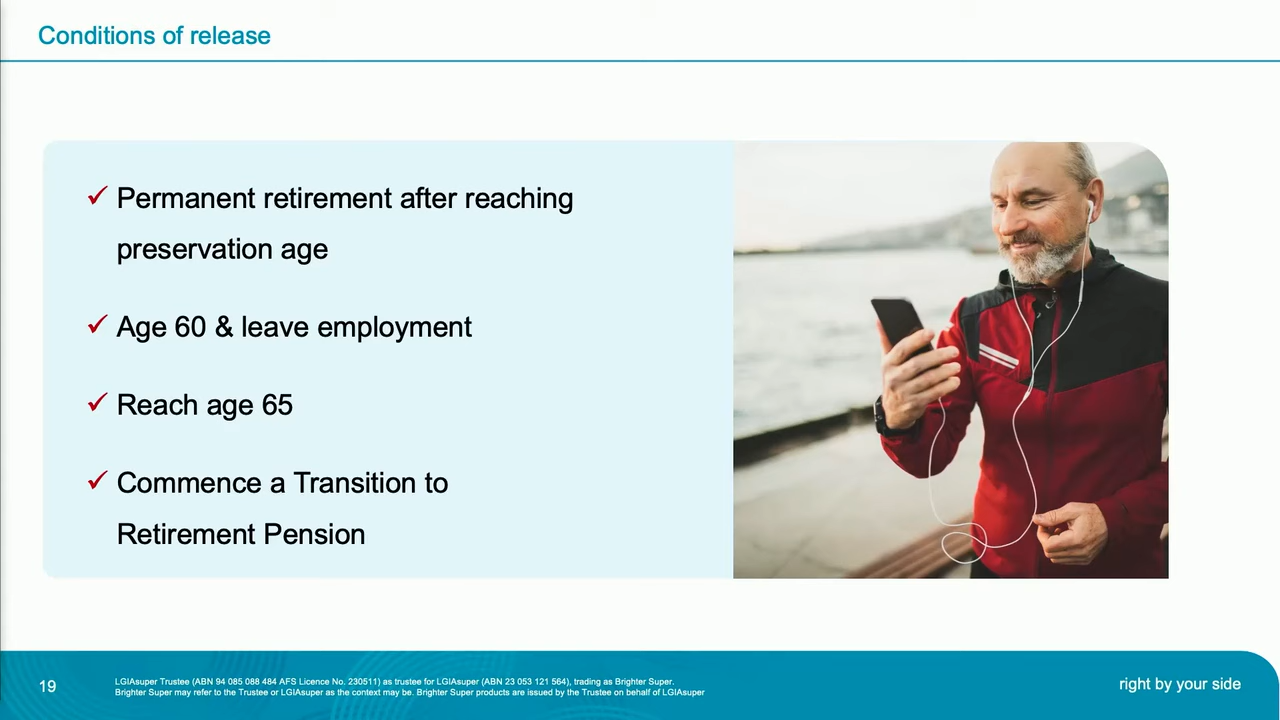 Conditions of release
Permanent retirement after reaching
preservation age
Age 60 & leave employment
Reach age 65
Commence a Transition to
Retirement Pension
19
LGIAsuper Trustee (ABN 94 085 088 484 AFS Licence No. 230511) as trustee for LGIAsuper (ABN 23 053 121 564), trading as Brighter Super.
Brighter Super may refer to the Trustee or LGIAsuper as the context may be. Brighter Super products are issued by the Trustee on behalf of LGIAsuper
right by your side